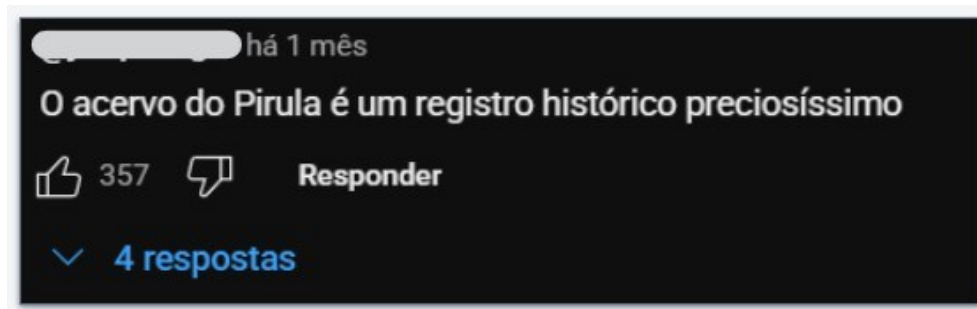 há 1 mês
O acervo do Pirula é um registro histórico preciosíssimo
357 Responder
4 respostas